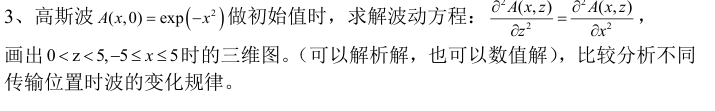 3、高斯波 A(x,0) = exp(−x²) 做初始值时，求解波动方程：∂²A(x,z)/∂z² = ∂²A(x,z)/∂x²，
画出 0 < z < 5, −5 ≤ x ≤ 5 时的三维图。（可以解析解，也可以数值解），比较分析不同
传输位置时波的变化规律。